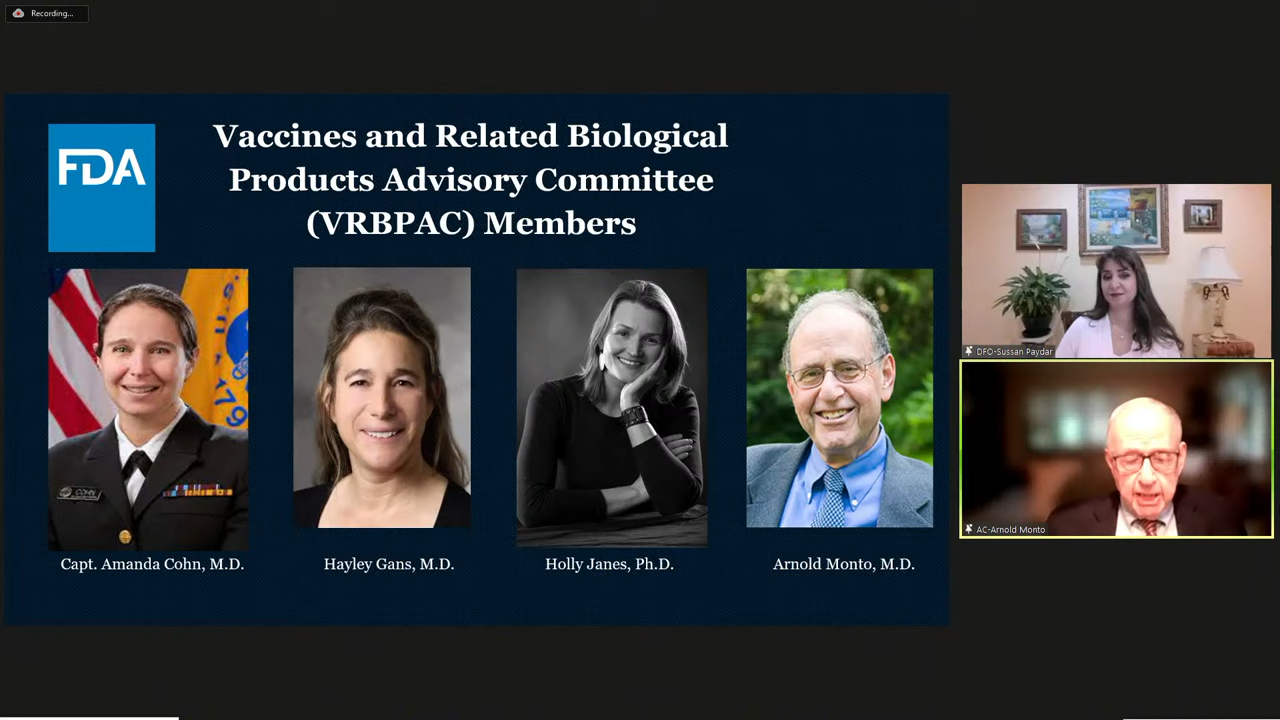 Recording...
FDA
Vaccines and Related Biological
Products Advisory Committee
(VRBPAC) Members
COHN
Capt. Amanda Cohn, M.D.
Hayley Gans, M.D.
Holly Janes, Ph.D.
Arnold Monto, M.D.
DFO-Sussan Paydar
AC-Arnold Monto